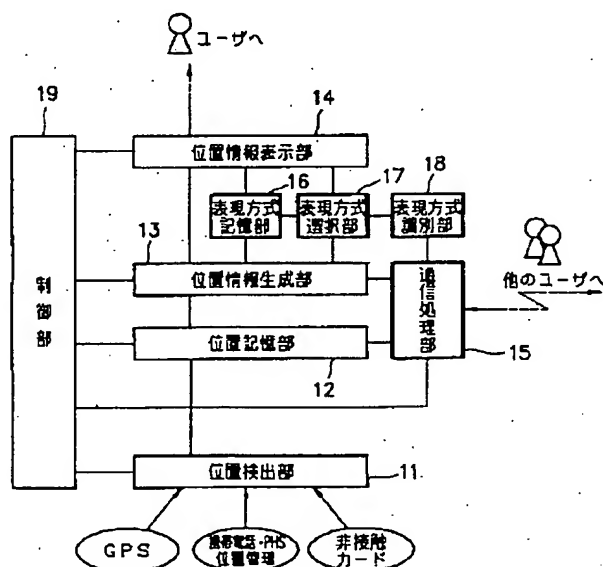 ユーザへ
19
14
位置情報表示部
16
17
18
表現方式
記憶部
表現方式
選択部
表現方式
識別部
13
位置情報生成部
制御部
通信処理部
他のユーザへ
位置記憶部
12
15
位置検出部
11
GPS
携帯電話・PHS
位置管理
非接触
カード